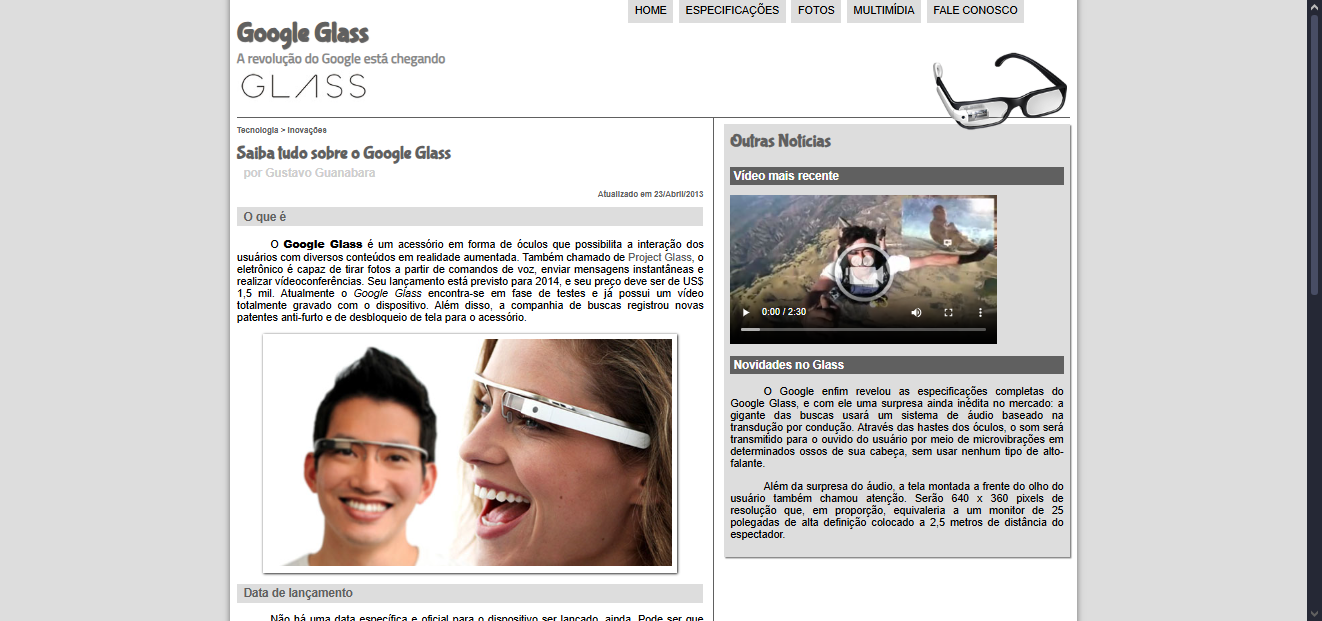 HOME ESPECIFICAÇÕES FOTOS MULTIMÍDIA FALE CONOSCO
Google Glass
A revolução do Google está chegando
GLASS
Tecnologia > Inovações
Saiba tudo sobre o Google Glass
por Gustavo Guanabara
Atualizado em 23/Abril/2013
O que é
O Google Glass é um acessório em forma de óculos que possibilita a interação dos
usuários com diversos conteúdos em realidade aumentada. Também chamado de Project Glass, o
eletrônico é capaz de tirar fotos a partir de comandos de voz, enviar mensagens instantâneas e
realizar vídeoconferências. Seu lançamento está previsto para 2014, e seu preço deve ser de US$
1,5 mil. Atualmente o Google Glass encontra-se em fase de testes e já possui um vídeo
totalmente gravado com o dispositivo. Além disso, a companhia de buscas registrou novas
patentes anti-furto e de desbloqueio de tela para o acessório.
Data de lançamento
Não há uma data específica e oficial para o dispositivo ser lançado, ainda. Pode ser que
Outras Notícias
Vídeo mais recente
0:00 / 2:30
Novidades no Glass
O Google enfim revelou as especificações completas do
Google Glass, e com ele uma surpresa ainda inédita no mercado: a
gigante das buscas usará um sistema de áudio baseado na
transdução por condução. Através das hastes dos óculos, o som será
transmitido para o ouvido do usuário por meio de microvibrações em
determinados ossos de sua cabeça, sem usar nenhum tipo de alto-
falante.
Além da surpresa do áudio, a tela montada a frente do olho do
usuário também chamou atenção. Serão 640 x 360 pixels de
resolução que, em proporção, equivaleria a um monitor de 25
polegadas de alta definição colocado a 2,5 metros de distância do
espectador.